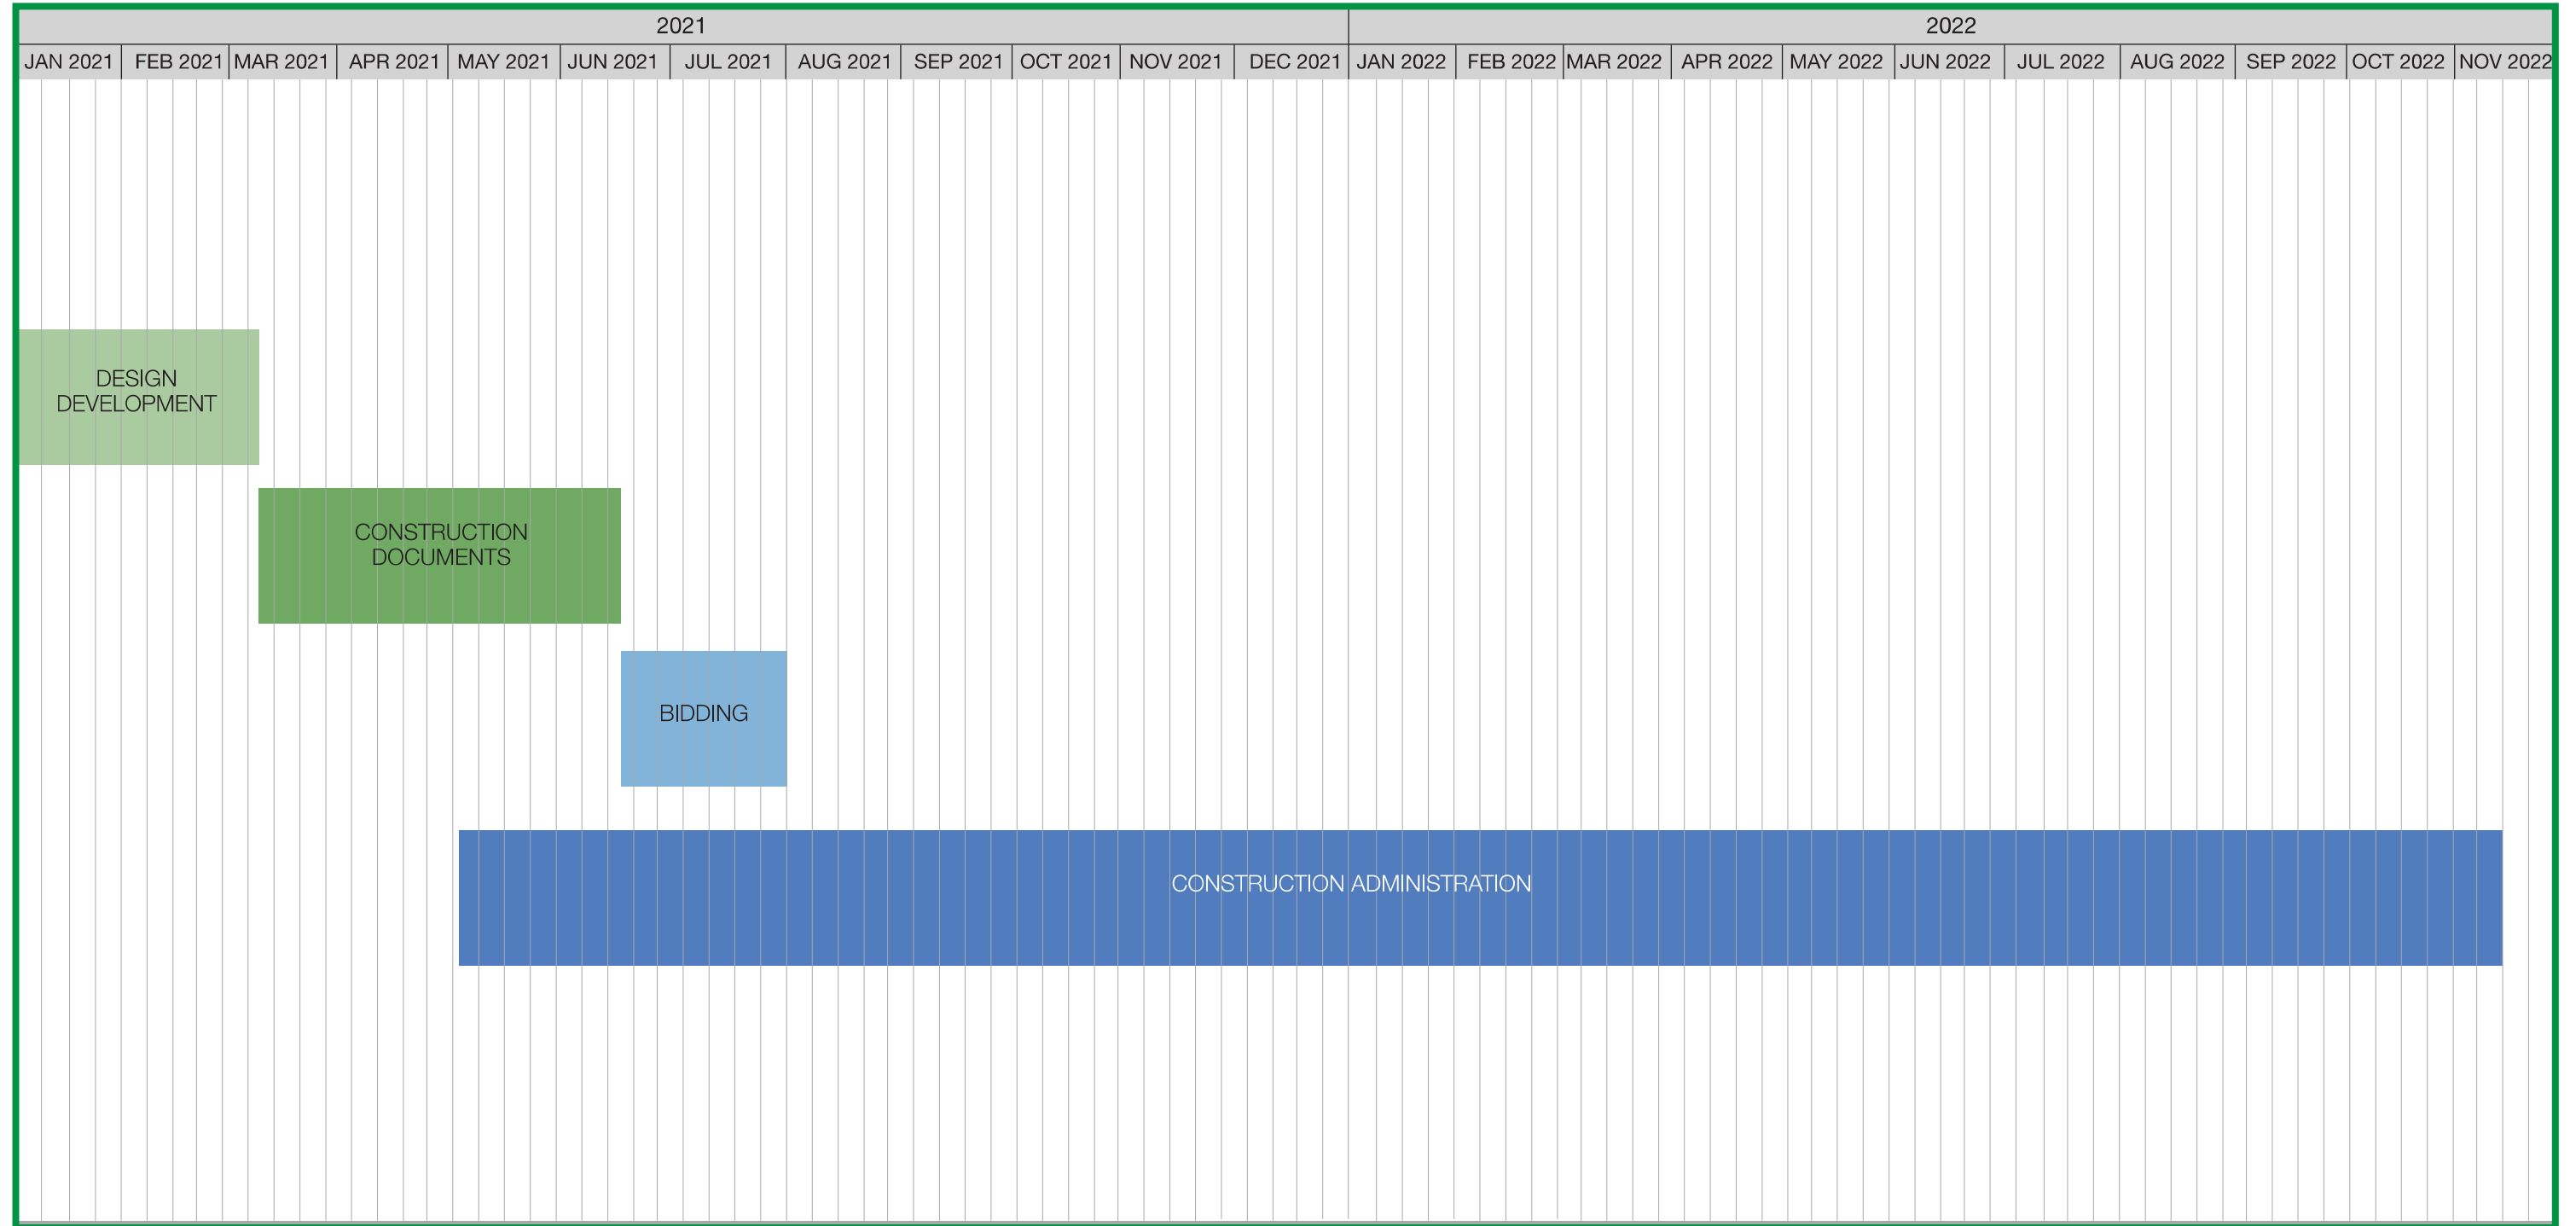 2021 2022
JAN 2021 FEB 2021 MAR 2021 APR 2021 MAY 2021 JUN 2021 JUL 2021 AUG 2021 SEP 2021 OCT 2021 NOV 2021 DEC 2021 JAN 2022 FEB 2022 MAR 2022 APR 2022 MAY 2022 JUN 2022 JUL 2022 AUG 2022 SEP 2022 OCT 2022 NOV 2022
DESIGN
DEVELOPMENT
CONSTRUCTION
DOCUMENTS
BIDDING
CONSTRUCTION ADMINISTRATION